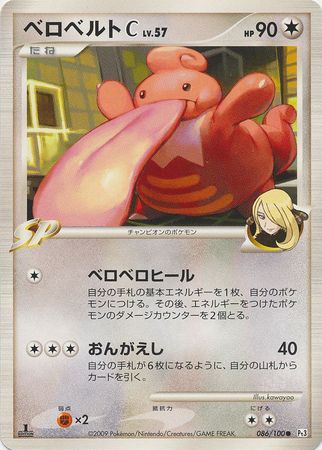 ベロベルト C LV.57 HP 90
たね
チャンピオンのポケモン
SP
ベロベロヒール
自分の手札の基本エネルギーを1枚、自分のポケ
モンにつける。その後、エネルギーをつけたポケ
モンのダメージカウンターを2個とる。
おんがえし 40
自分の手札が6枚になるように、自分の山札から
カードを引く。
Illus.kawayoo
弱点 ×2 抵抗力 にげる
1 EDITION ©2009 Pokémon/Nintendo/Creatures/GAME FREAK. 086/100 Pt3